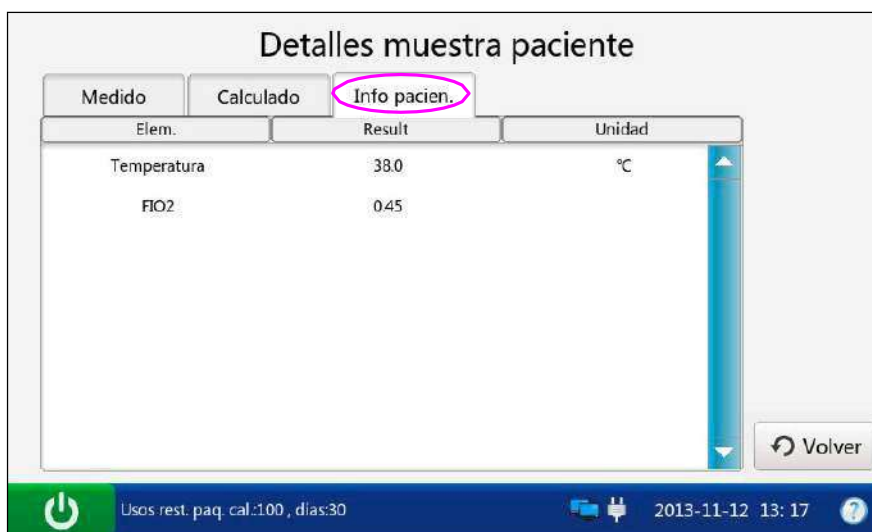 Detalles muestra paciente
Medido Calculado Info pacien.
Elem. Result Unidad
Temperatura 38.0 °C
FIO2 0.45
Volver
Usos rest. paq. cal.:100 , dias:30 2013-11-12 13: 17 ?